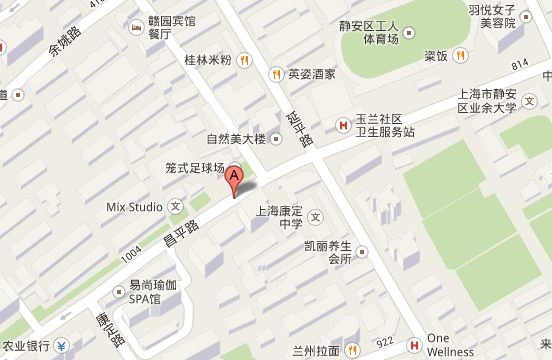 410
赣园宾馆
餐厅
静安区工人
体育场
羽悦女子
美容院
余姚路
桂林米粉
粢饭
英姿酒家
814
中
道
上海市静安
区业余大学
延平路
玉兰社区
卫生服务站
自然美大楼
笼式足球场
A
Mix Studio
上海康定
中学
昌平路
1004
凯丽养生
会所
易尚瑜伽
SPA馆
康定路
农业银行
兰州拉面
922
One
Wellness
来